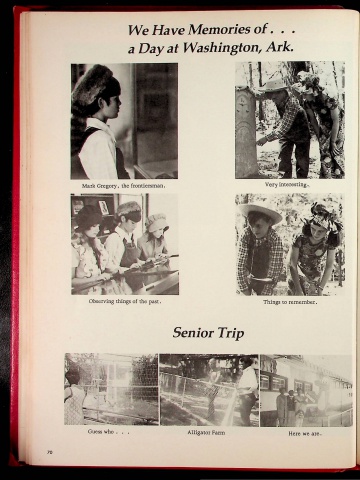 We Have Memories of . . .
a Day at Washington, Ark.
Mark Gregory, the frontiersman.
Very interesting.
Observing things of the past.
Things to remember.
Senior Trip
Guess who . . .
Alligator Farm
Here we are.
70